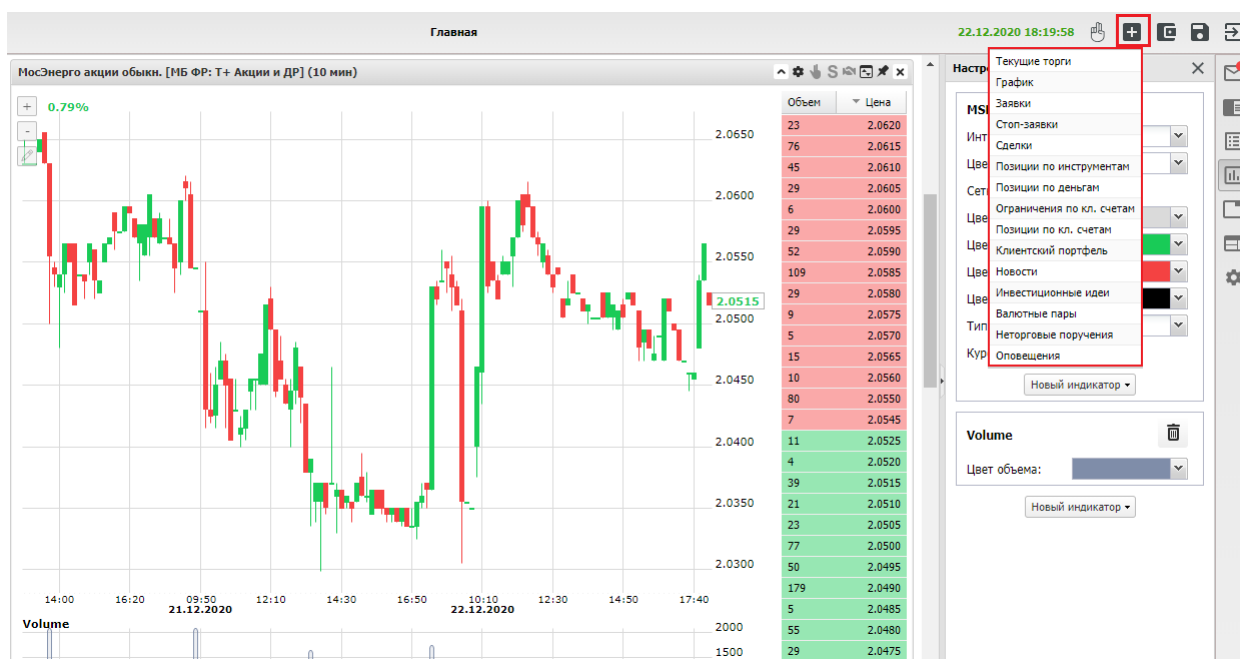 Главная
22.12.2020 18:19:58
МосЭнерго акции обыкн. [МБ ФР: Т+ Акции и ДР] (10 мин)
+ 0.79%
-
2.0650
2.0600
2.0550
2.0515
2.0500
2.0450
2.0400
2.0350
2.0300
14:00 16:20 09:50 12:10 14:30 16:50 10:10 12:30 14:50 17:40
21.12.2020 22.12.2020
Volume
2000
1500
Объем Цена
23 2.0620
76 2.0615
45 2.0610
29 2.0605
6 2.0600
29 2.0595
52 2.0590
109 2.0585
29 2.0580
9 2.0575
5 2.0570
15 2.0565
10 2.0560
80 2.0550
7 2.0545
11 2.0525
4 2.0520
39 2.0515
21 2.0510
23 2.0505
77 2.0500
50 2.0495
179 2.0490
5 2.0485
55 2.0480
29 2.0475
Текущие торги
График
Заявки
Стоп-заявки
Сделки
Позиции по инструментам
Позиции по деньгам
Ограничения по кл. счетам
Позиции по кл. счетам
Клиентский портфель
Новости
Инвестиционные идеи
Валютные пары
Неторговые поручения
Оповещения
Новый индикатор
Volume
Цвет объема:
Новый индикатор